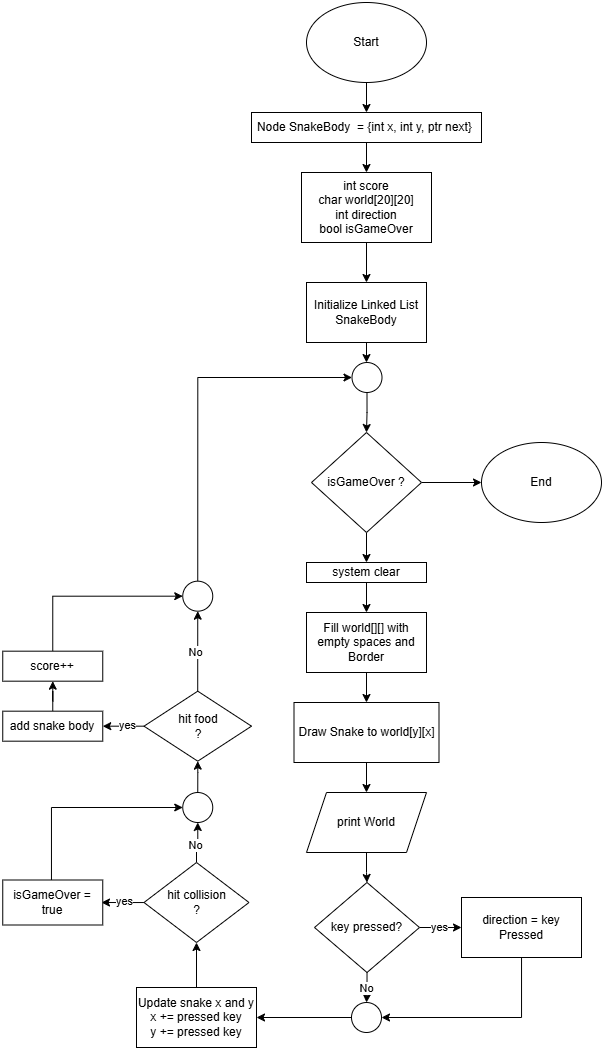 Start
Node SnakeBody = {int x, int y, ptr next}
int score
char world[20][20]
int direction
bool isGameOver
Initialize Linked List
SnakeBody
isGameOver ?
End
system clear
Fill world[][] with
empty spaces and
Border
Draw Snake to world[y][x]
print World
key pressed?
yes
direction = key
Pressed
No
Update snake x and y
x += pressed key
y += pressed key
hit collision
?
yes
isGameOver =
true
No
hit food
?
yes
add snake body
score++
No